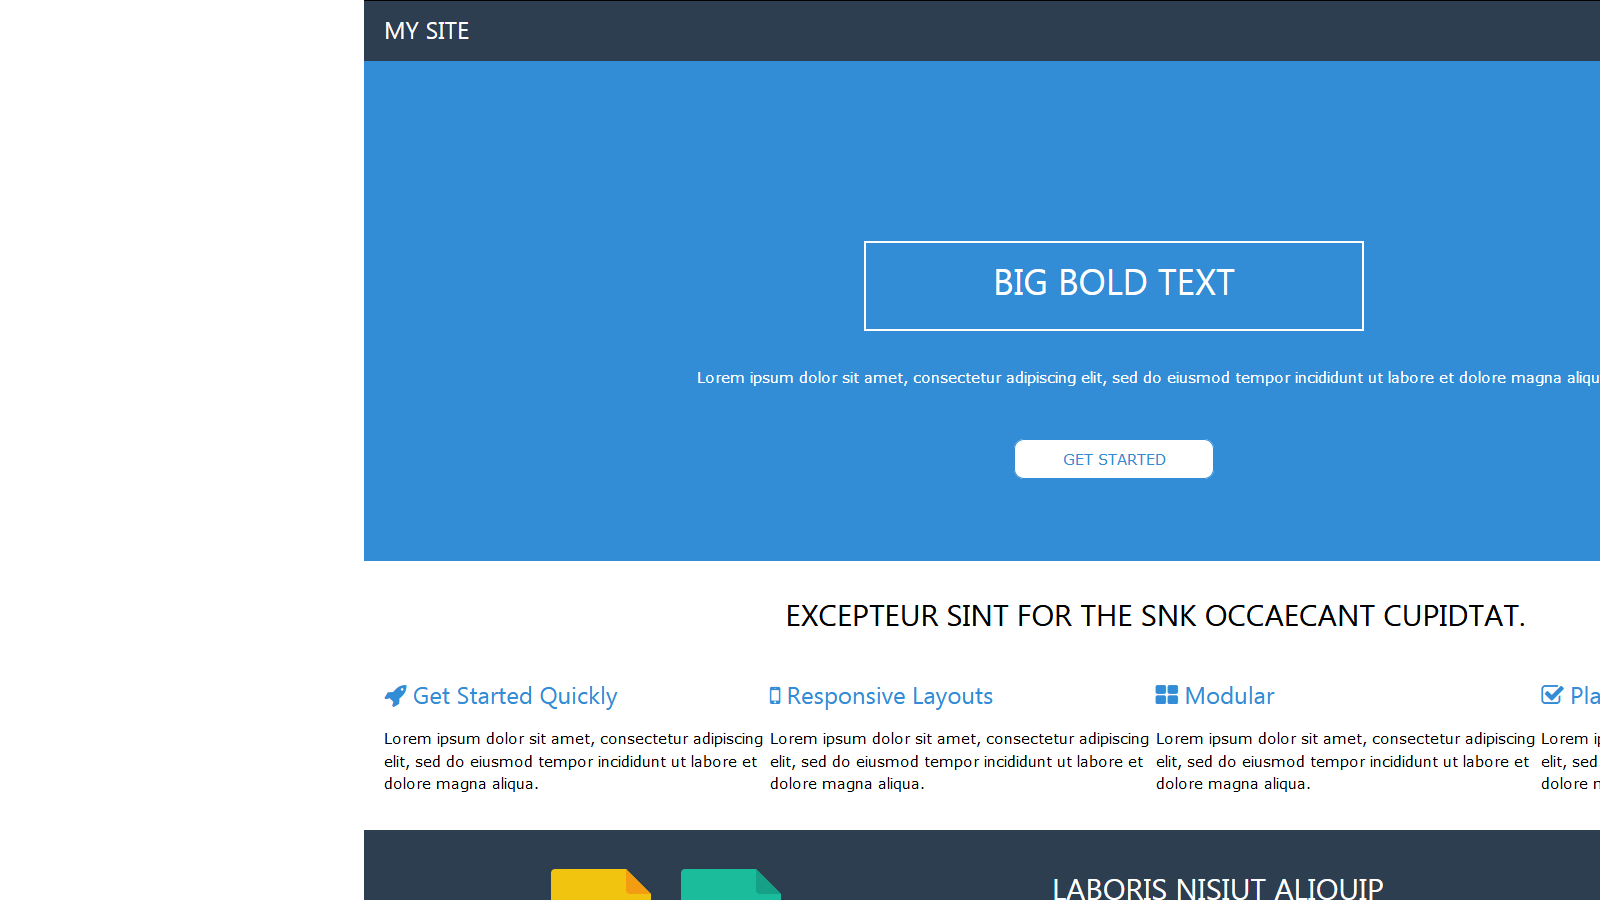 MY SITE
BIG BOLD TEXT
Lorem ipsum dolor sit amet, consectetur adipiscing elit, sed do eiusmod tempor incididunt ut labore et dolore magna aliqu
GET STARTED
EXCEPTEUR SINT FOR THE SNK OCCAECANT CUPIDTAT.
Get Started Quickly
Lorem ipsum dolor sit amet, consectetur adipiscing
elit, sed do eiusmod tempor incididunt ut labore et
dolore magna aliqua.
Responsive Layouts
Lorem ipsum dolor sit amet, consectetur adipiscing
elit, sed do eiusmod tempor incididunt ut labore et
dolore magna aliqua.
Modular
Lorem ipsum dolor sit amet, consectetur adipiscing
elit, sed do eiusmod tempor incididunt ut labore et
dolore magna aliqua.
Pla
Lorem
elit, sed
dolore
LABORIS NISIUT ALIQUIP